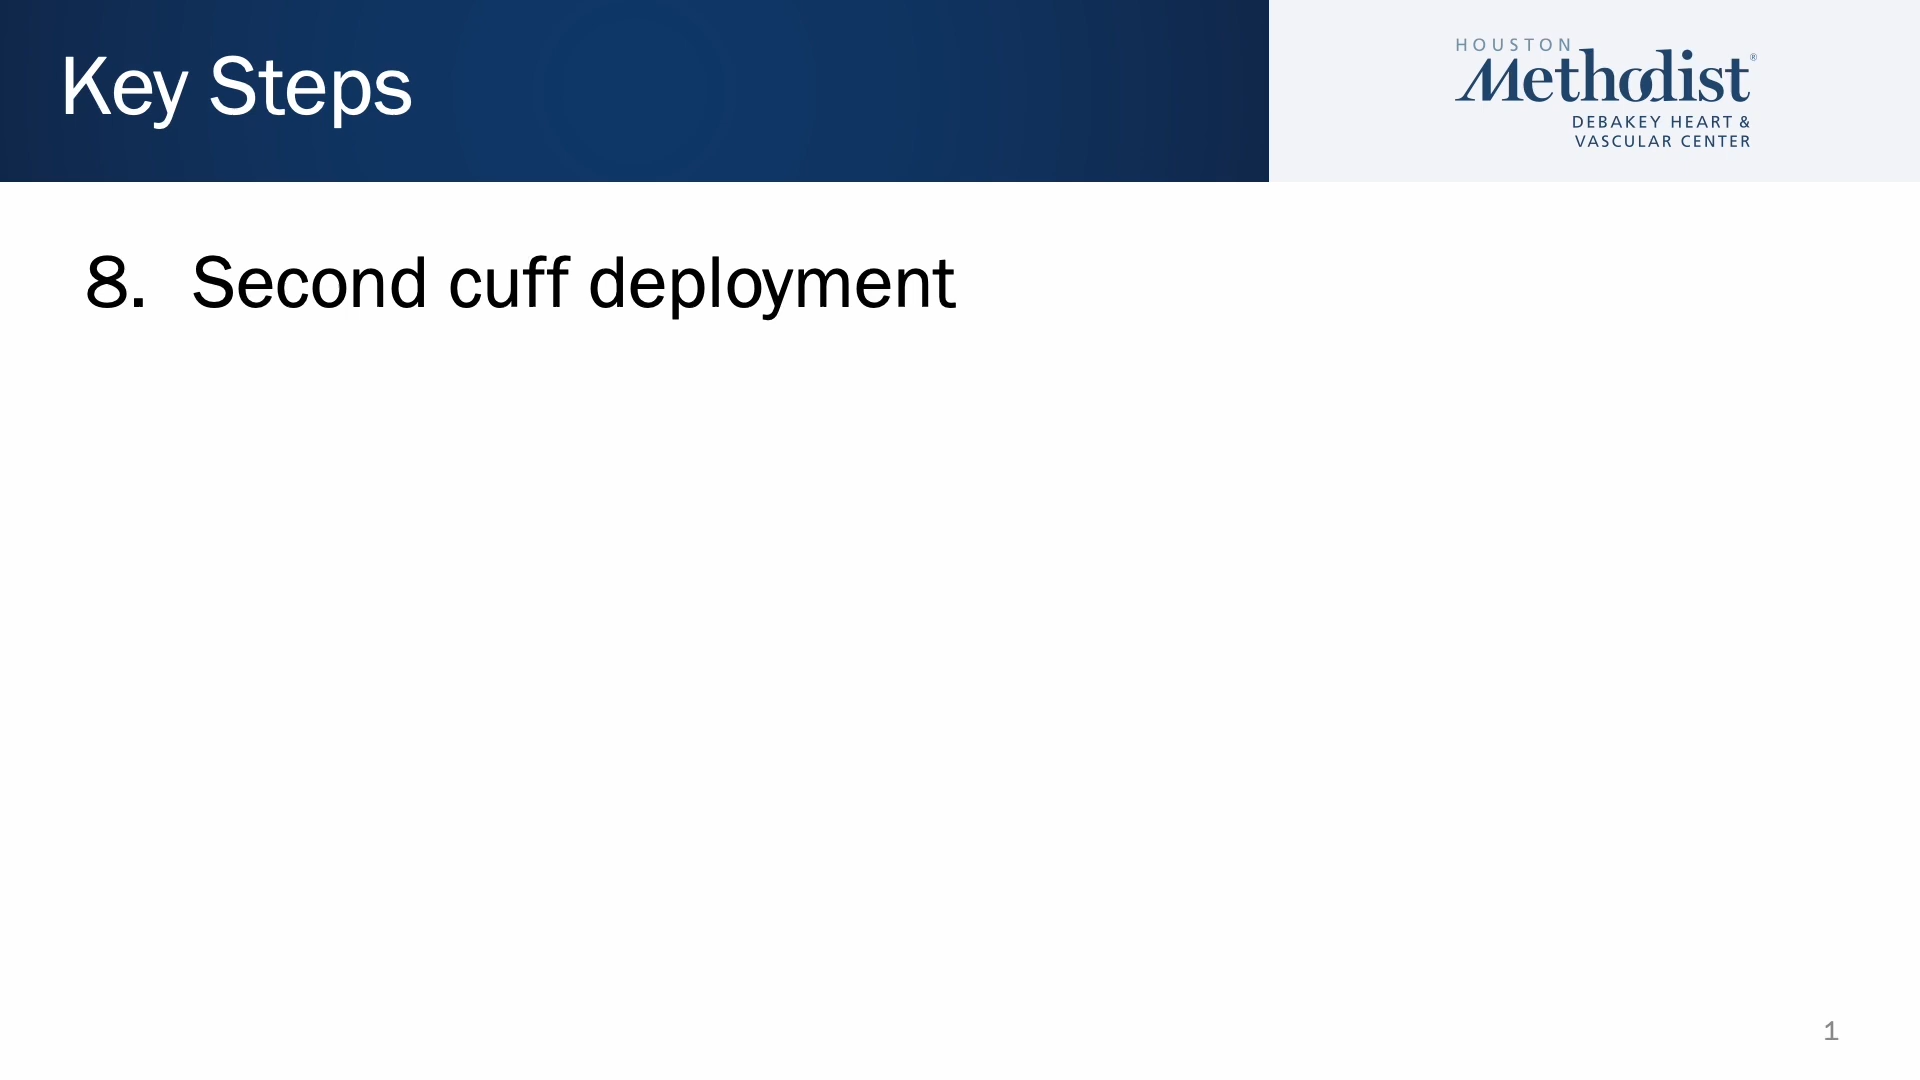 Key Steps
HOUSTON
Methodist®
DEBAKEY HEART &
VASCULAR CENTER
8. Second cuff deployment
1